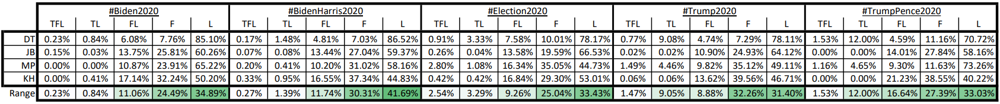 #Biden2020 #BidenHarris2020 #Election2020 #Trump2020 #TrumpPence2020
TFL TL FL F L TFL TL FL F L TFL TL FL F L TFL TL FL F L TFL TL FL F L
DT 0.23% 0.84% 6.08% 7.76% 85.10% 0.17% 1.48% 4.81% 7.03% 86.52% 0.91% 3.33% 7.58% 10.01% 78.17% 0.77% 9.08% 4.74% 7.29% 78.11% 1.53% 12.00% 4.59% 11.16% 70.72%
JB 0.15% 0.03% 13.75% 25.81% 60.26% 0.07% 0.08% 13.44% 27.04% 59.37% 0.26% 0.04% 13.58% 19.59% 66.53% 0.02% 0.02% 10.90% 24.93% 64.12% 0.00% 0.00% 14.01% 27.84% 58.16%
MP 0.00% 0.00% 10.87% 23.91% 65.22% 0.20% 0.41% 10.20% 31.02% 58.16% 2.80% 1.08% 16.34% 35.05% 44.73% 1.49% 4.46% 9.82% 35.12% 49.11% 1.16% 4.65% 9.30% 11.63% 73.26%
KH 0.00% 0.41% 17.14% 32.24% 50.20% 0.33% 0.95% 16.55% 37.34% 44.83% 0.42% 0.42% 16.84% 29.30% 53.01% 0.06% 0.06% 13.62% 39.56% 46.71% 0.00% 0.00% 21.23% 38.55% 40.22%
Range 0.23% 0.84% 11.06% 24.49% 34.89% 0.27% 1.39% 11.74% 30.31% 41.69% 2.54% 3.29% 9.26% 25.04% 33.43% 1.47% 9.05% 8.88% 32.26% 31.40% 1.53% 12.00% 16.64% 27.39% 33.03%